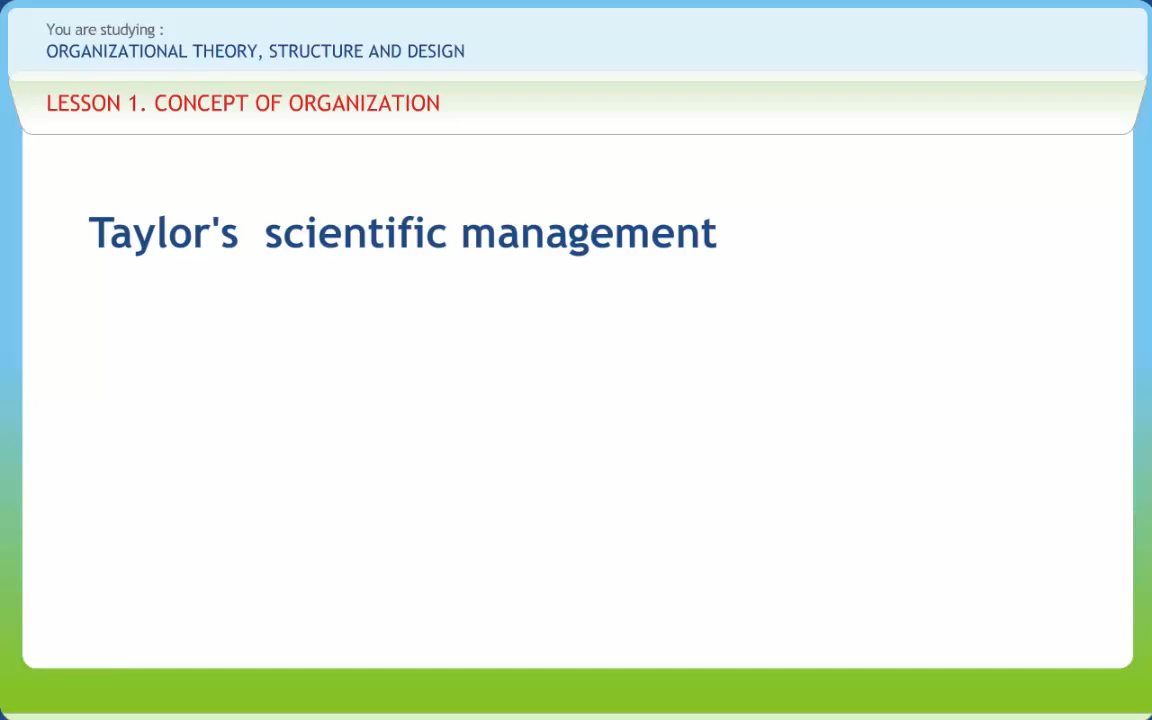 You are studying :
ORGANIZATIONAL THEORY, STRUCTURE AND DESIGN
LESSON 1. CONCEPT OF ORGANIZATION
Taylor's scientific management